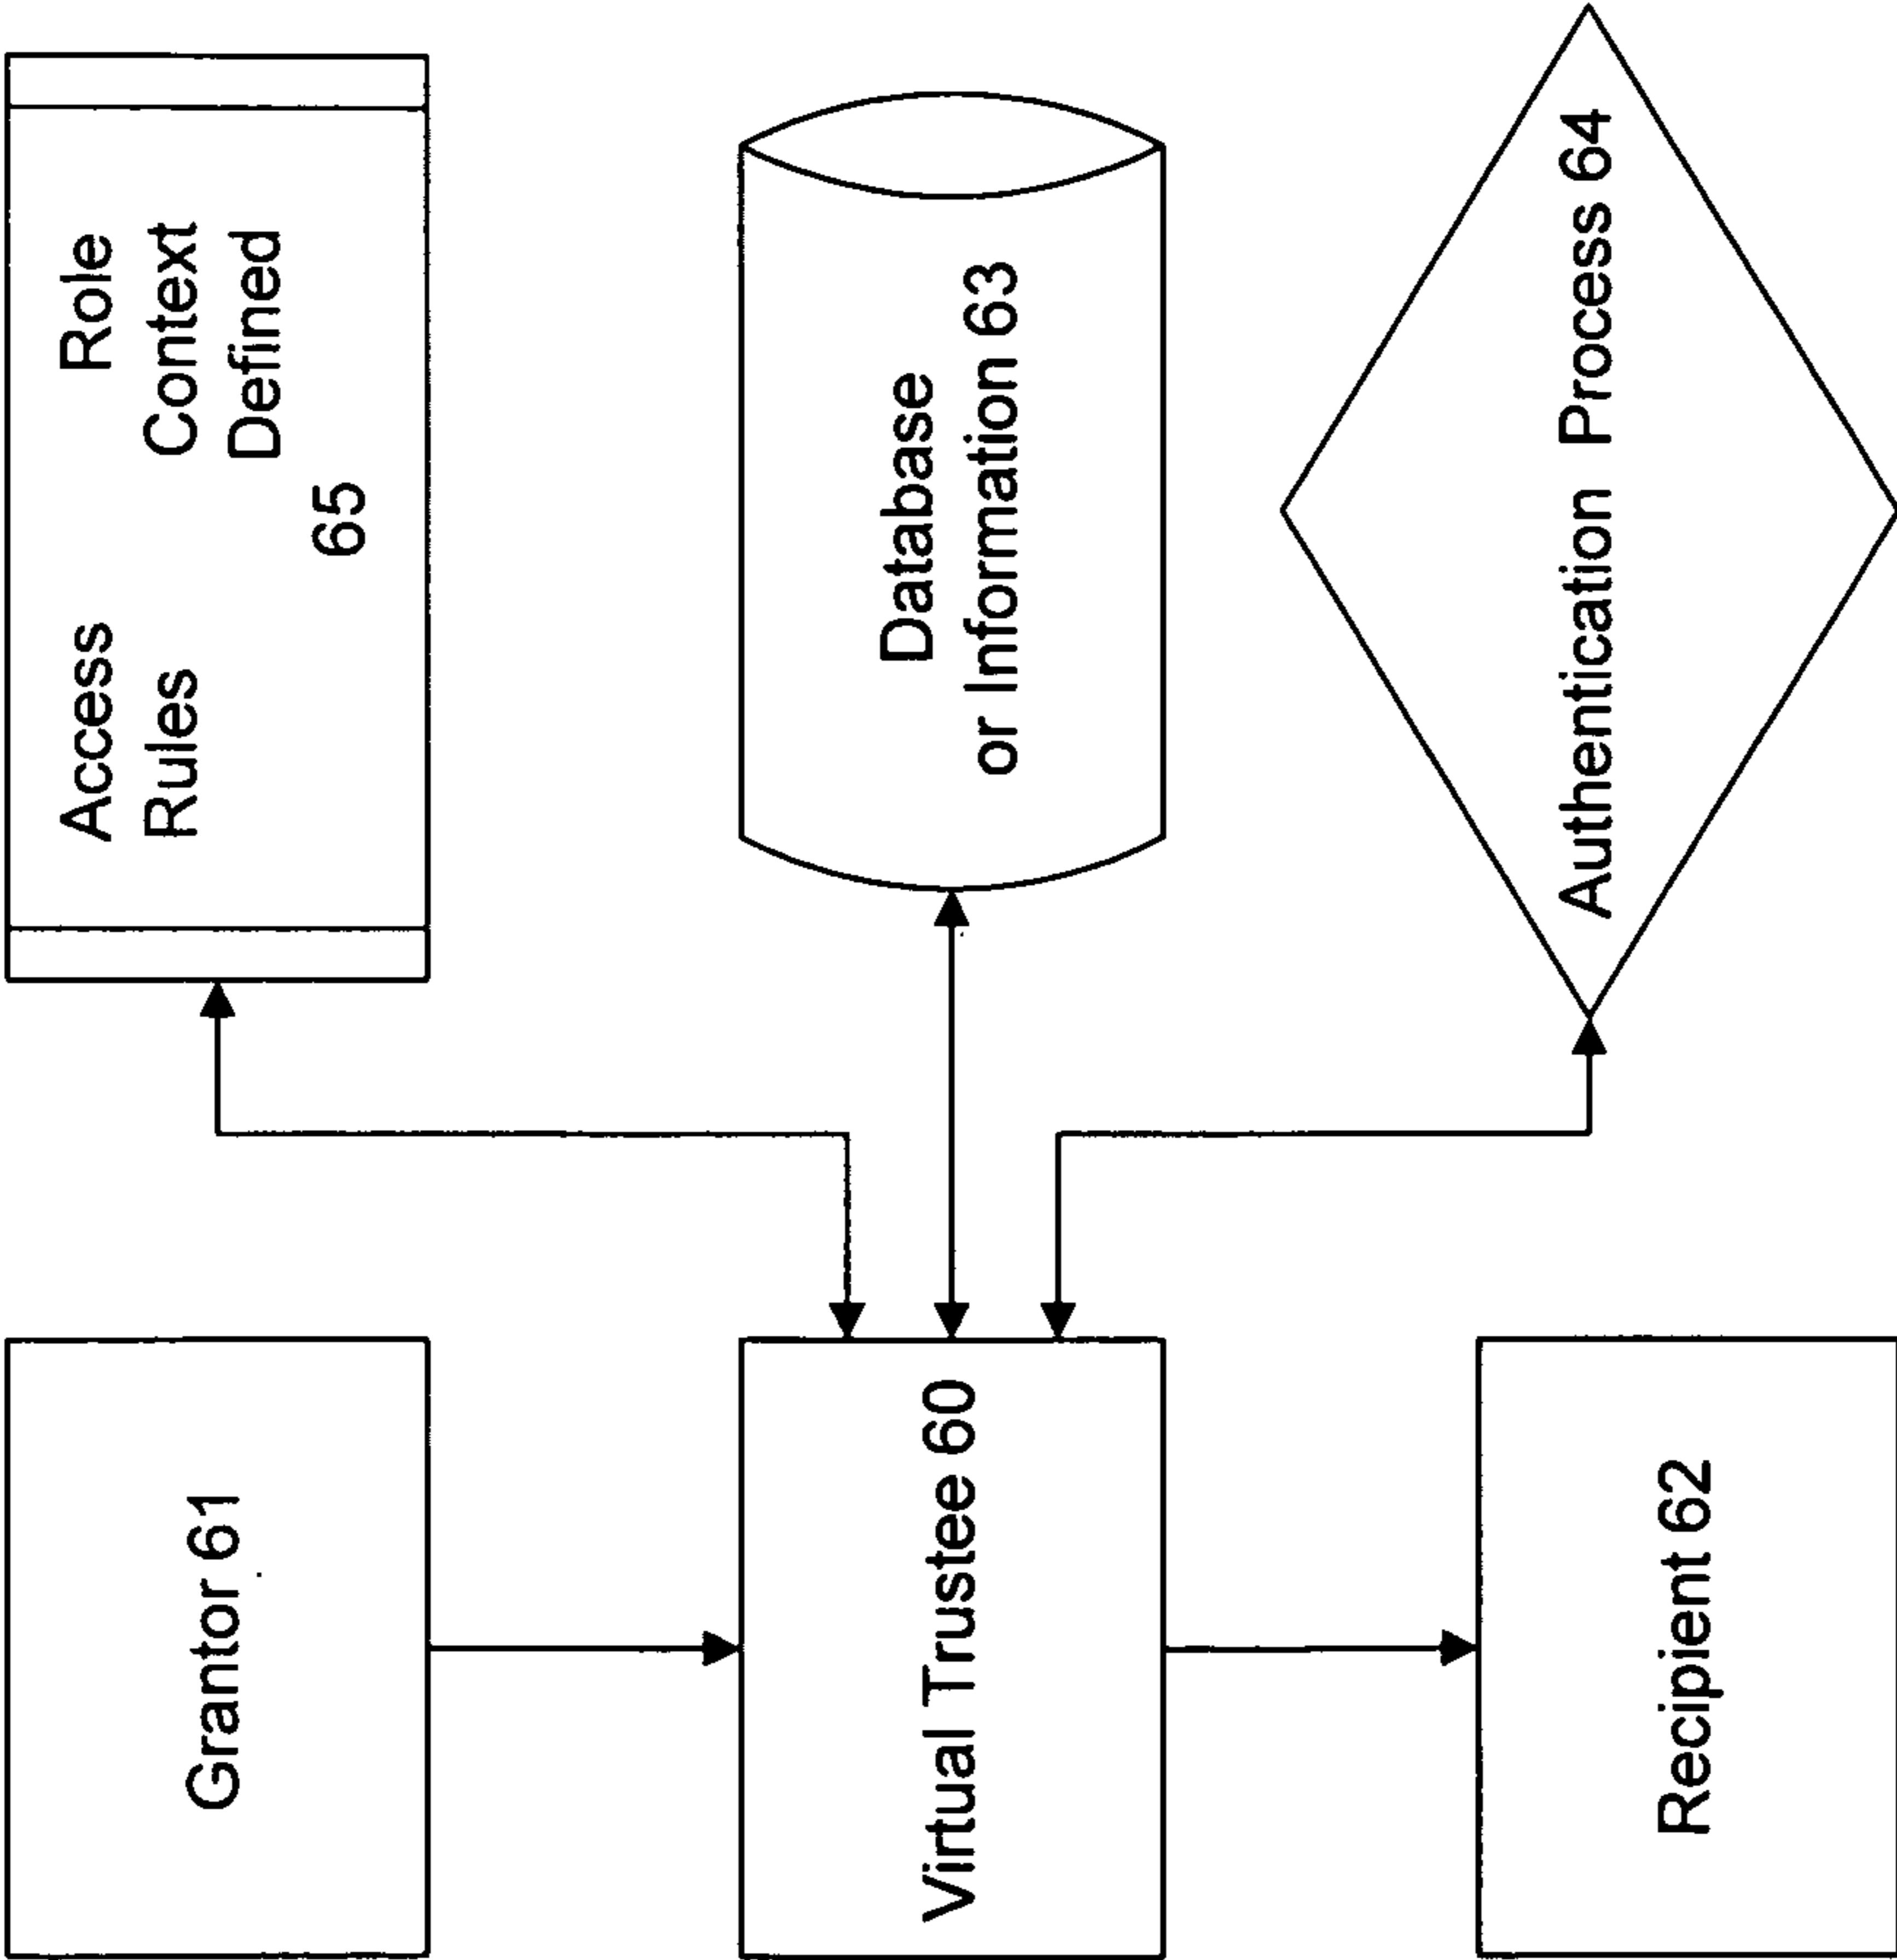 Access Role
Rules Context
Defined
65
Database
or Information 63
Authentication Process 64
Grantor 61
Virtual Trustee 60
Recipient 62